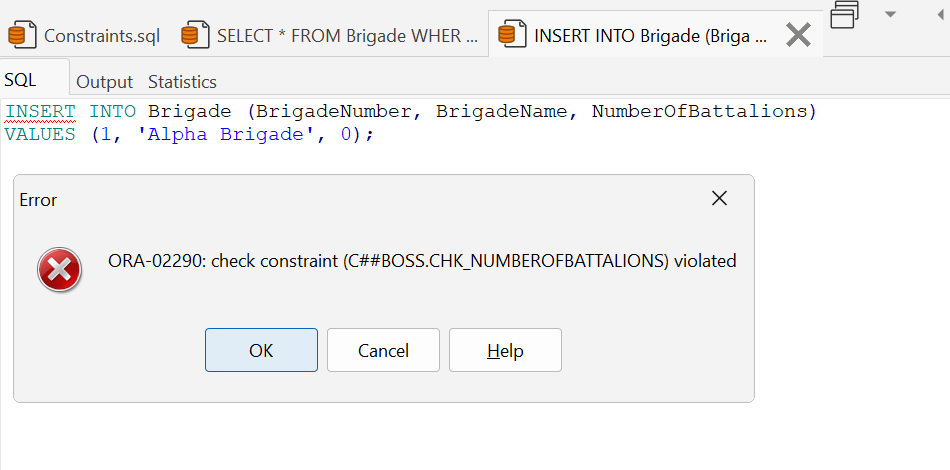 Constraints.sql
SELECT * FROM Brigade WHER ...
INSERT INTO Brigade (Briga ...
SQL
Output
Statistics
INSERT INTO Brigade (BrigadeNumber, BrigadeName, NumberOfBattalions)
VALUES (1, 'Alpha Brigade', 0);
Error
ORA-02290: check constraint (C##BOSS.CHK_NUMBEROFBATTALIONS) violated
OK
Cancel
Help